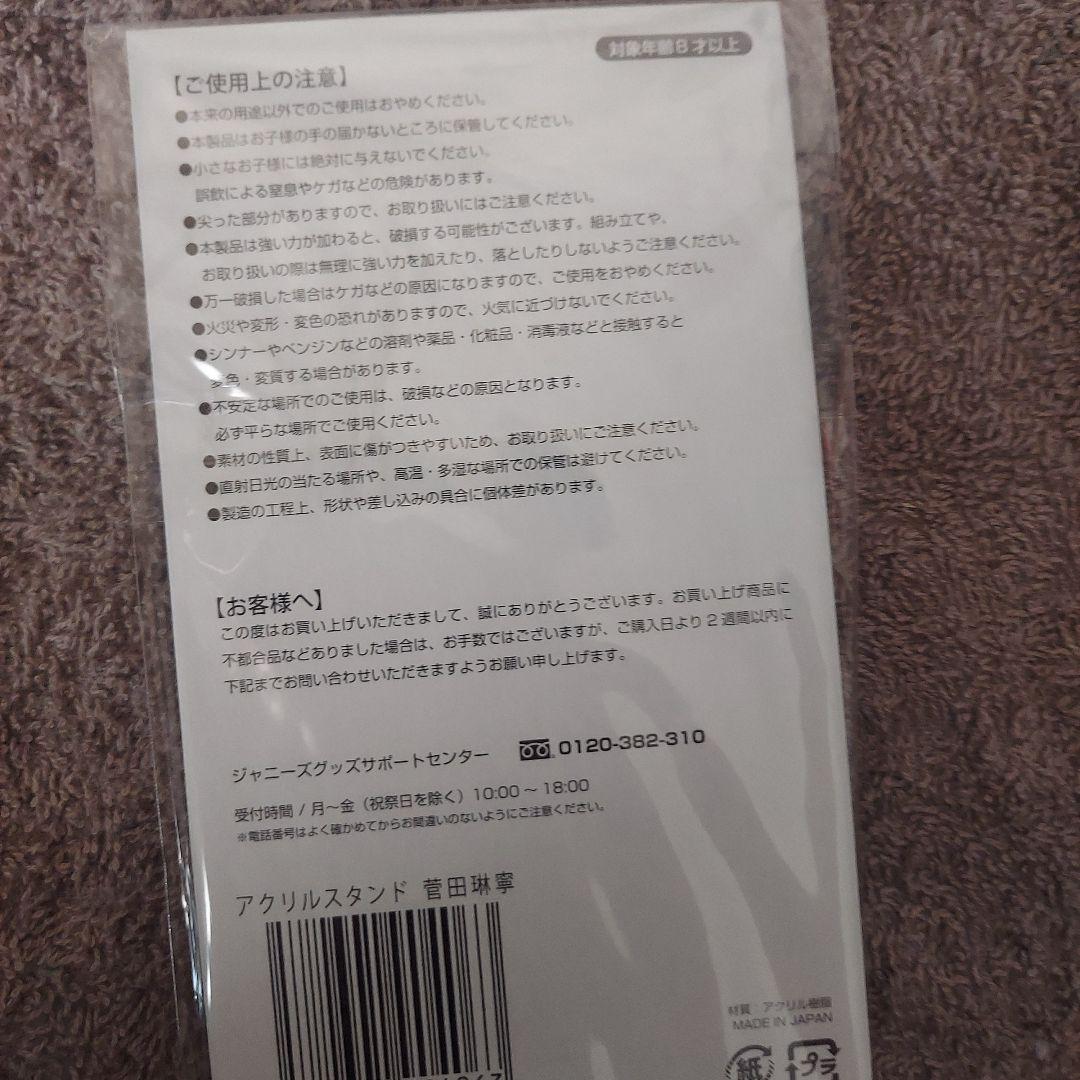 対象年齢8才以上
【ご使用上の注意】
●本来の用途以外でのご使用はおやめください。
●本製品はお子様の手の届かないところに保管してください。
●小さなお子様には絶対に与えないでください。
誤飲による窒息やケガなどの危険があります。
●尖った部分がありますので、お取り扱いにはご注意ください。
●本製品は強い力が加わると、破損する可能性がございます。組み立てや、
お取り扱いの際は無理に強い力を加えたり、落としたりしないようご注意ください。
●万一破損した場合はケガなどの原因になりますので、ご使用をおやめください。
●火災や変形・変色の恐れがありますので、火気に近づけないでください。
●シンナーやベンジンなどの溶剤や薬品・化粧品・消毒液などと接触すると
変色・変質する場合があります。
●不安定な場所でのご使用は、破損などの原因となります。
必ず平らな場所でご使用ください。
●素材の性質上、表面に傷がつきやすいため、お取り扱いにご注意ください。
●直射日光の当たる場所や、高温・多湿な場所での保管は避けてください。
●製造の工程上、形状や差し込みの具合に個体差があります。
【お客様へ】
この度はお買い上げいただきまして、誠にありがとうございます。お買い上げ商品に
不都合品などありました場合は、お手数ではございますが、ご購入日より2週間以内に
下記までお問い合わせいただきますようお願い申し上げます。
ジャニーズグッズサポートセンター 0120-382-310
受付時間 / 月～金（祝祭日を除く）10:00～18:00
※電話番号はよく確かめてからお間違いのないようにご注意ください。
アクリルスタンド 菅田琳寧
材質：アクリル樹脂
MADE IN JAPAN
紙 プラ